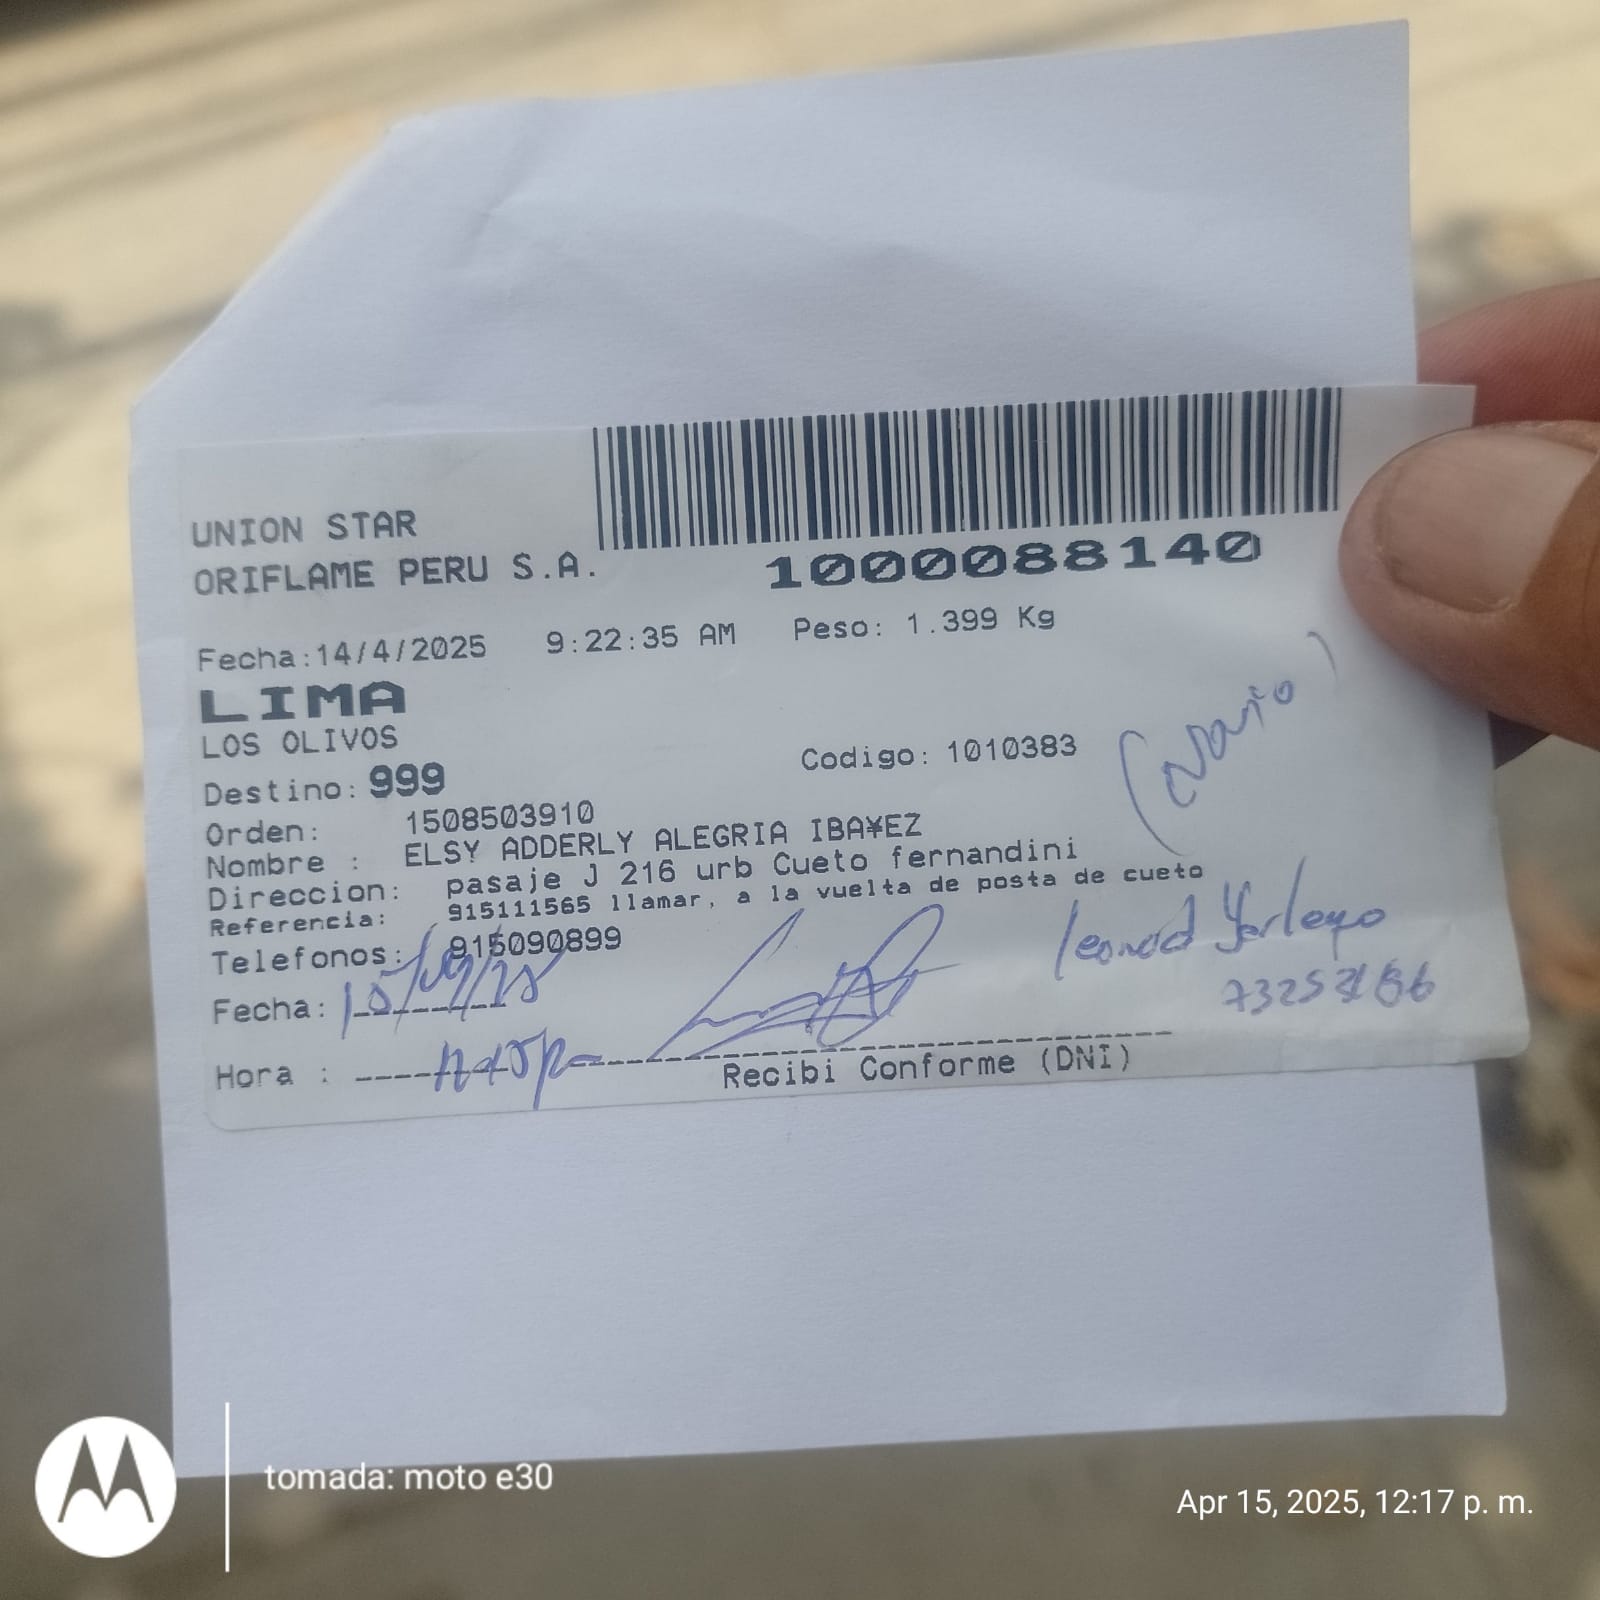 UNION STAR
ORIFLAME PERU S.A.
1000088140
Fecha:14/4/2025 9:22:35 AM Peso: 1.399 Kg
LIMA
LOS OLIVOS
Destino: 999 Codigo: 1010383
Orden: 1508503910
Nombre : ELSY ADDERLY ALEGRIA IBA¥EZ
Direccion: pasaje J 216 urb Cueto fernandini
Referencia: 915111565 llamar, a la vuelta de posta de cueto
Telefonos: 915090899
Fecha:
Hora :
Recibi Conforme (DNI)
tomada: moto e30
Apr 15, 2025, 12:17 p. m.